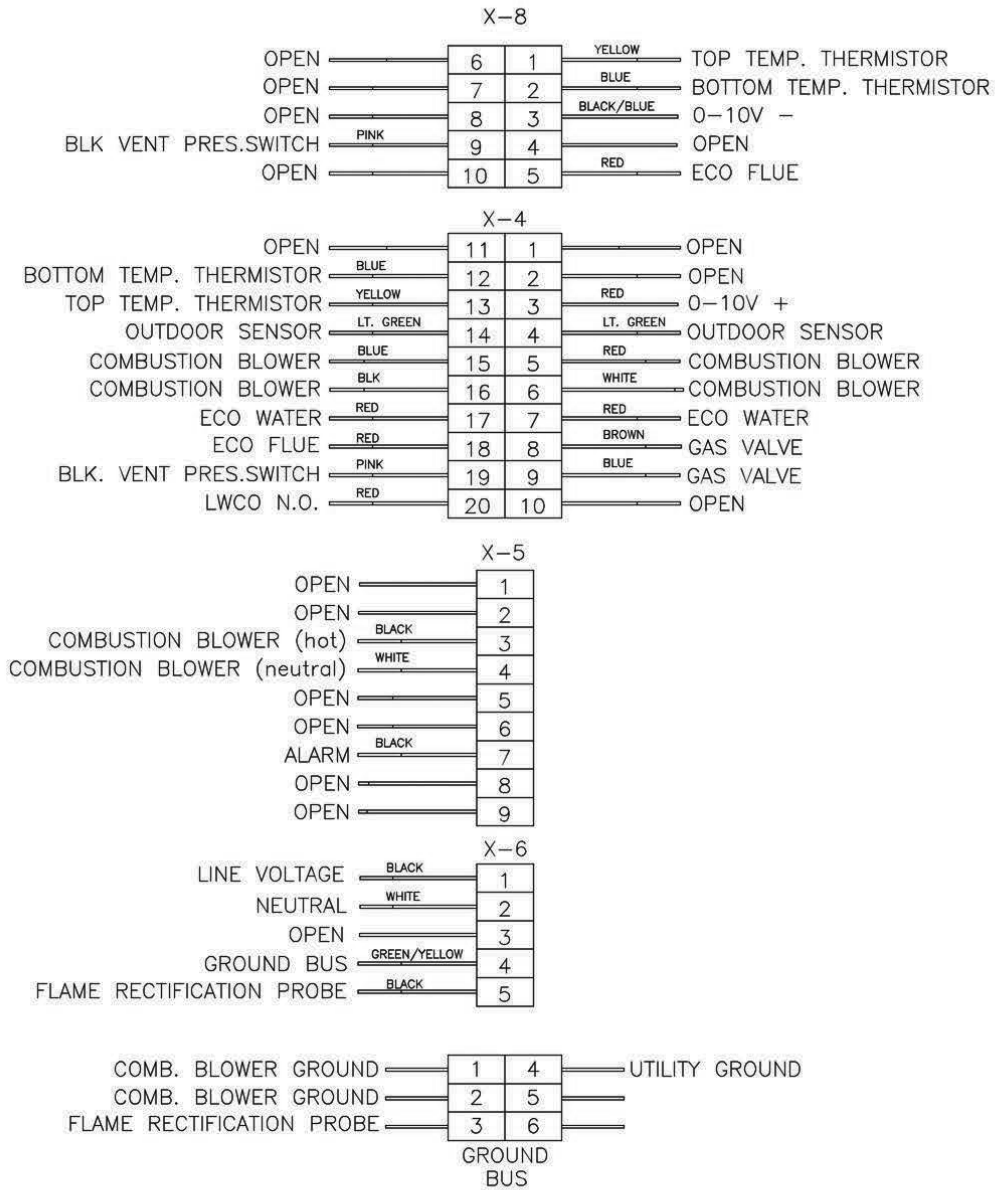 X-8
OPEN 6 1 YELLOW TOP TEMP. THERMISTOR
OPEN 7 2 BLUE BOTTOM TEMP. THERMISTOR
OPEN 8 3 BLACK/BLUE 0-10V -
BLK VENT PRES.SWITCH PINK 9 4 OPEN
OPEN 10 5 RED ECO FLUE
X-4
OPEN 11 1 OPEN
BOTTOM TEMP. THERMISTOR BLUE 12 2 OPEN
TOP TEMP. THERMISTOR YELLOW 13 3 RED 0-10V +
OUTDOOR SENSOR LT. GREEN 14 4 LT. GREEN OUTDOOR SENSOR
COMBUSTION BLOWER BLUE 15 5 RED COMBUSTION BLOWER
COMBUSTION BLOWER BLK 16 6 WHITE COMBUSTION BLOWER
ECO WATER RED 17 7 RED ECO WATER
ECO FLUE RED 18 8 BROWN GAS VALVE
BLK. VENT PRES.SWITCH PINK 19 9 BLUE GAS VALVE
LWCO N.O. RED 20 10 OPEN
X-5
OPEN 1
OPEN 2
COMBUSTION BLOWER (hot) BLACK 3
COMBUSTION BLOWER (neutral) WHITE 4
OPEN 5
OPEN 6
ALARM BLACK 7
OPEN 8
OPEN 9
X-6
LINE VOLTAGE BLACK 1
NEUTRAL WHITE 2
OPEN 3
GROUND BUS GREEN/YELLOW 4
FLAME RECTIFICATION PROBE BLACK 5
COMB. BLOWER GROUND 1 4 UTILITY GROUND
COMB. BLOWER GROUND 2 5
FLAME RECTIFICATION PROBE 3 6
GROUND
BUS